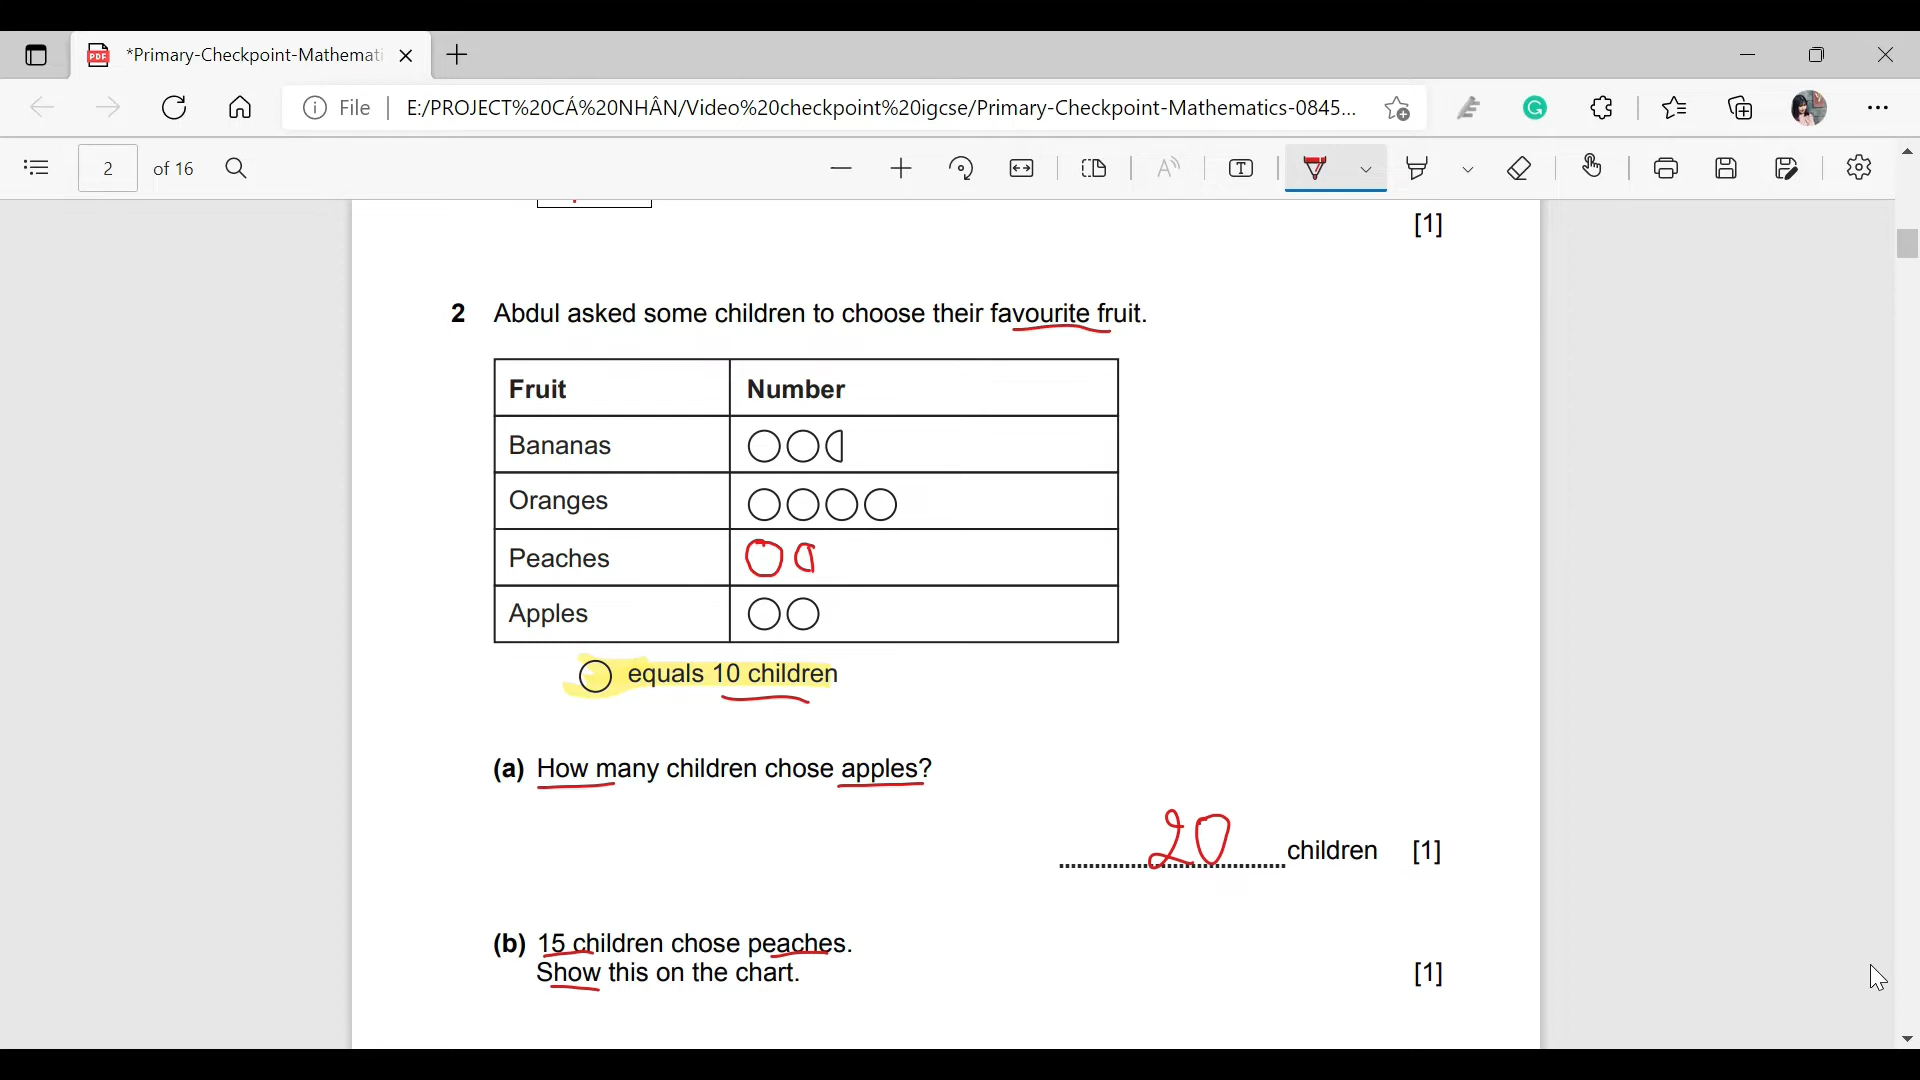 *Primary-Checkpoint-Mathemati
File
E:/PROJECT%20CÁ%20NHÂN/Video%20checkpoint%20igcse/Primary-Checkpoint-Mathematics-0845...
2 of 16
[1]
2 Abdul asked some children to choose their favourite fruit.
Fruit Number
Bananas
Oranges
Peaches
Apples
equals 10 children
(a) How many children chose apples?
20 children [1]
(b) 15 children chose peaches.
Show this on the chart. [1]